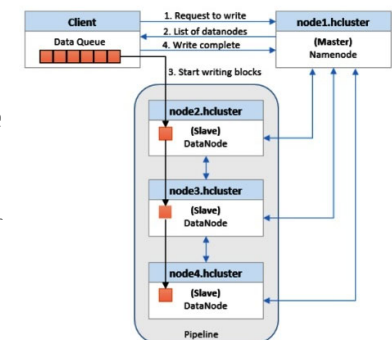 Client
Data Queue
1. Request to write
2. List of datanodes
4. Write complete
node1.hcluster
(Master)
Namenode
3. Start writing blocks
node2.hcluster
(Slave)
DataNode
node3.hcluster
(Slave)
DataNode
node4.hcluster
(Slave)
DataNode
Pipeline